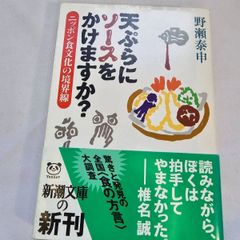 野瀬泰申
天ぷらに
ソースを
かけますか?
ニッポン食文化の境界線
驚きと発見の
全国〈食の方言〉
大調査
読みながら、
ぼくは
拍手して
やまなかった。
——椎名誠
新潮文庫
の
新刊